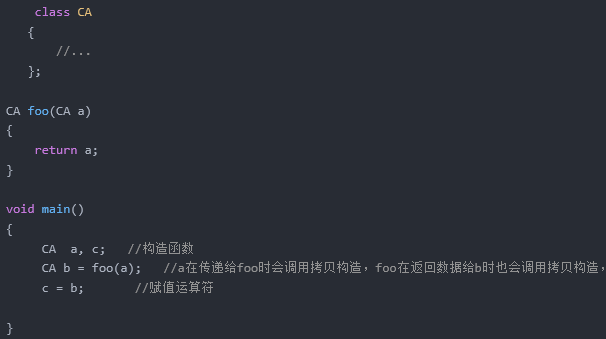 class CA
{
//...
};
CA foo(CA a)
{
return a;
}
void main()
{
CA  a, c;   //构造函数
CA b = foo(a);   //a在传递给foo时会调用拷贝构造，foo在返回数据给b时也会调用拷贝构造，
c = b;       //赋值运算符
}